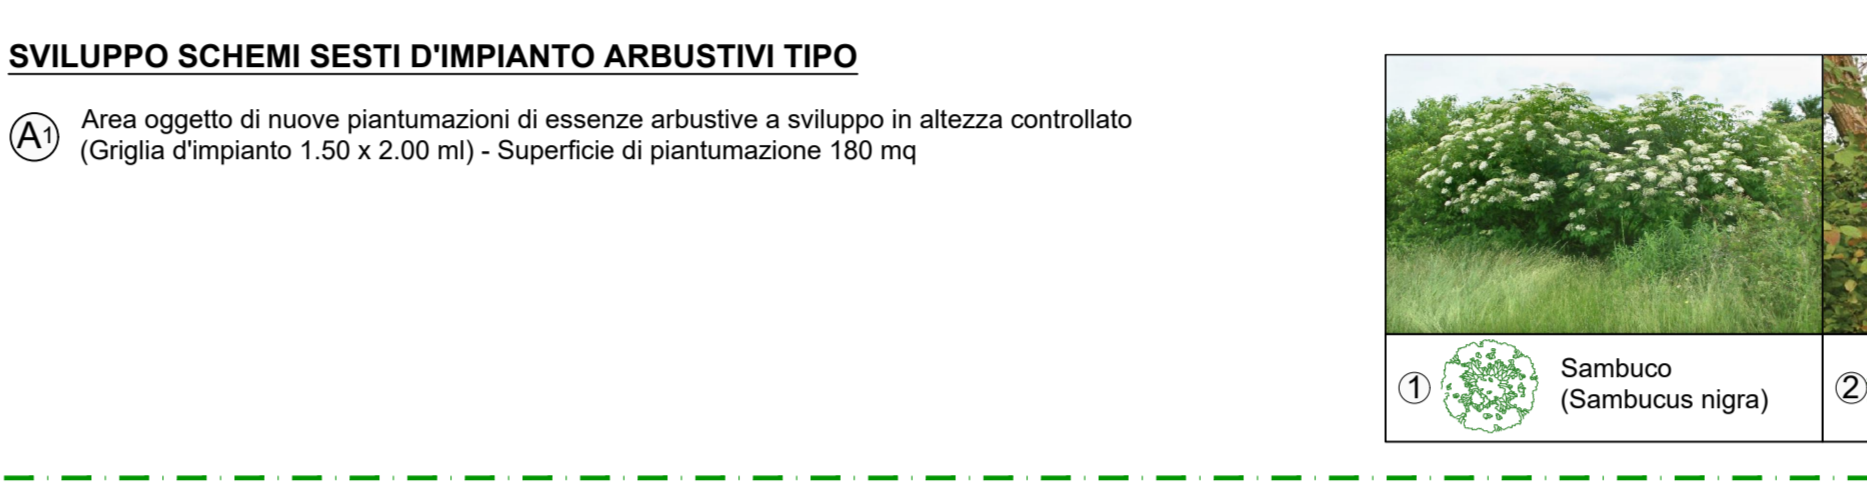 SVILUPPO SCHEMI SESTI D'IMPIANTO ARBUSTIVI TIPO
A1
Area oggetto di nuove piantumazioni di essenze arbustive a sviluppo in altezza controllato
(Griglia d'impianto 1.50 x 2.00 ml) - Superficie di piantumazione 180 mq
1
Sambuco
(Sambucus nigra)
2